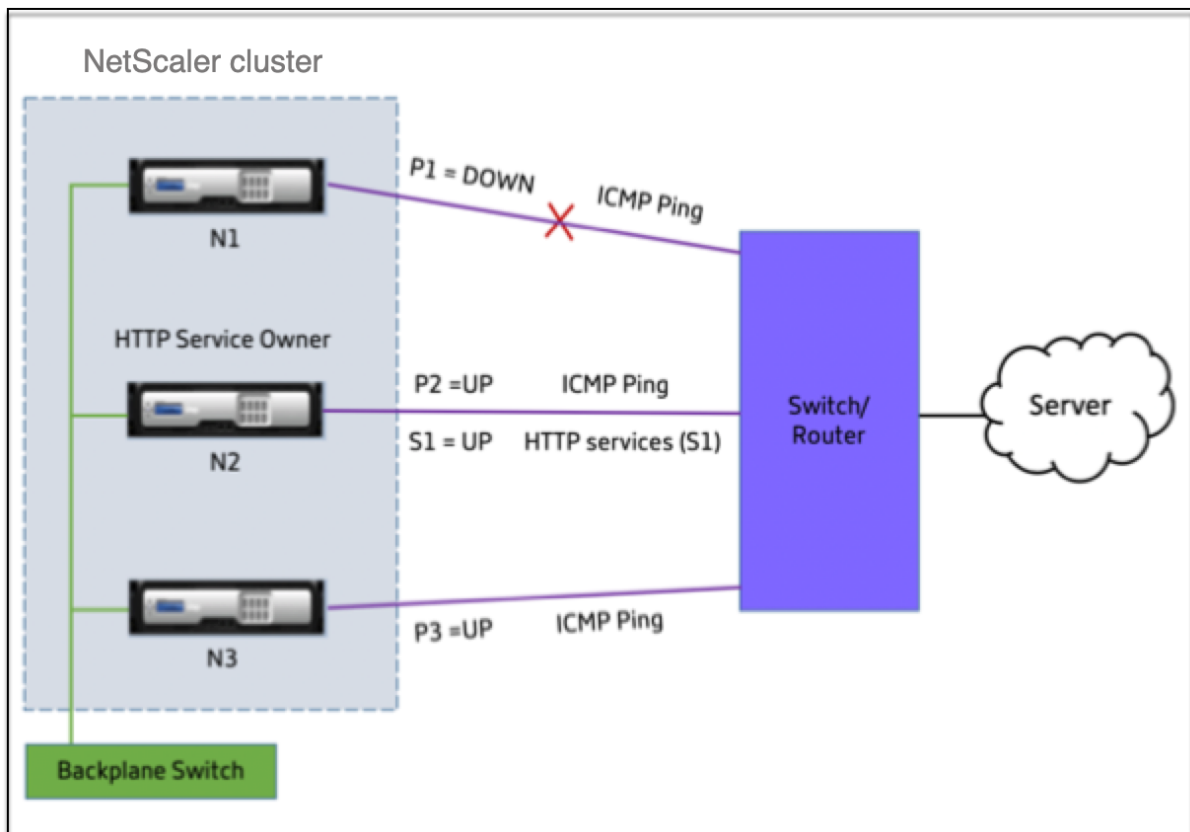 NetScaler cluster
P1 = DOWN
ICMP Ping
N1
HTTP Service Owner
P2 =UP
ICMP Ping
S1 = UP
HTTP services (S1)
N2
Switch/
Router
Server
P3 =UP
ICMP Ping
N3
Backplane Switch